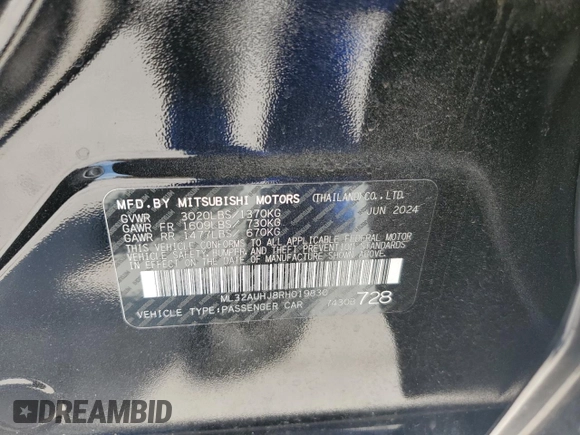 MFD.BY MITSUBISHI MOTORS (THAILAND)CO.,LTD.
GVWR 3020LBS 1370KG JUN 2024
GAWR FR 1609LBS 730KG
GAWR RR 1477LBS 670KG
THIS VEHICLE CONFORMS TO ALL APPLICABLE FEDERAL MOTOR
VEHICLE SAFETY, BUMPER, AND THEFT PREVENTION STANDARDS
IN EFFECT ON THE DATE OF MANUFACTURE SHOWN ABOVE.
ML32AUHJ8RH019830
VEHICLE TYPE:PASSENGER CAR 7430B 728
DREAMBID